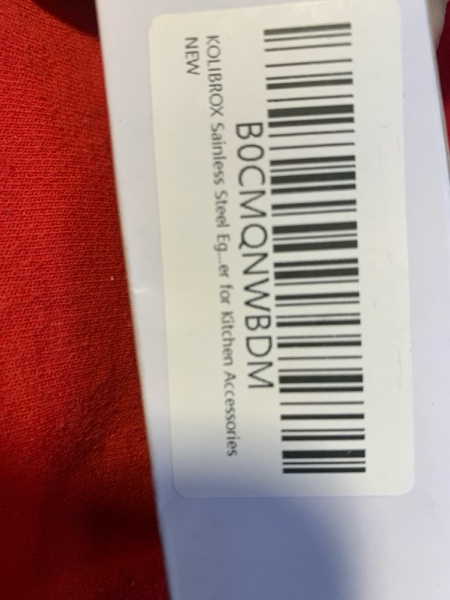 B0CMQNWBDM
KOLIBROX Sainless Steel Eg...er for Kitchen Accessories
NEW